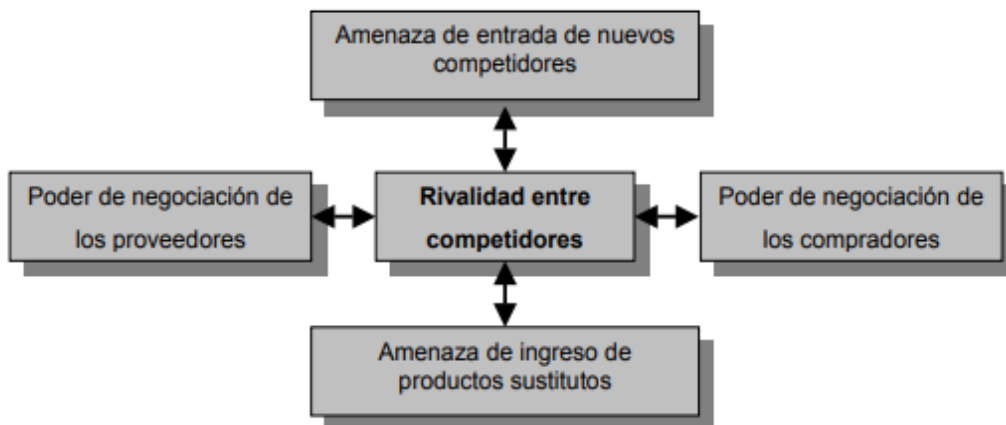 Amenaza de entrada de nuevos
competidores
Poder de negociación de
los proveedores
Rivalidad entre
competidores
Poder de negociación de
los compradores
Amenaza de ingreso de
productos sustitutos